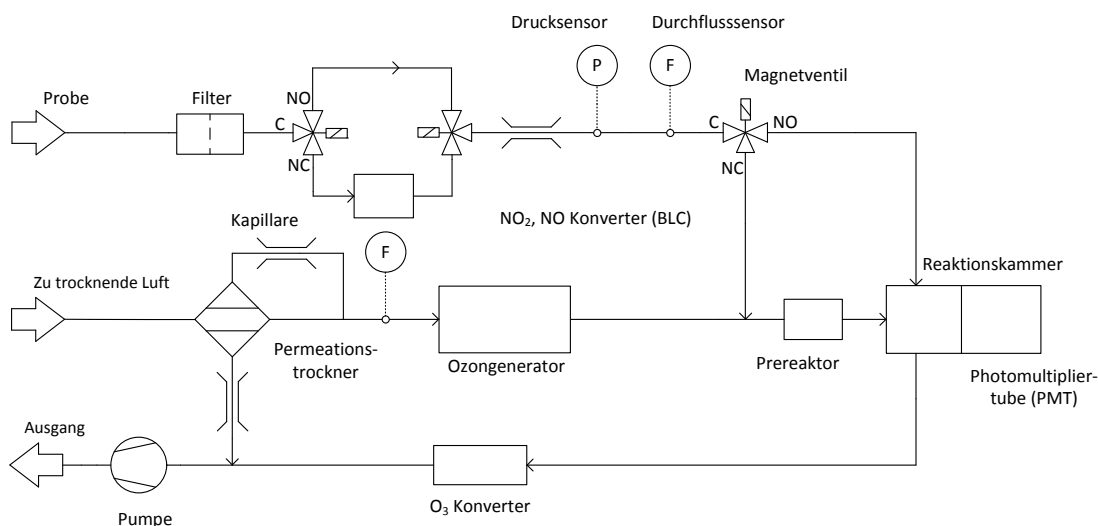 Drucksensor
Durchflusssensor
P
F
Magnetventil
Probe
Filter
NO
C
NC
C
NO
NC
NO₂, NO Konverter (BLC)
Kapillare
F
Zu trocknende Luft
Permeations-
trockner
Ozongenerator
Prereaktor
Reaktionskammer
Photomultiplier-
tube (PMT)
Ausgang
Pumpe
O₃ Konverter